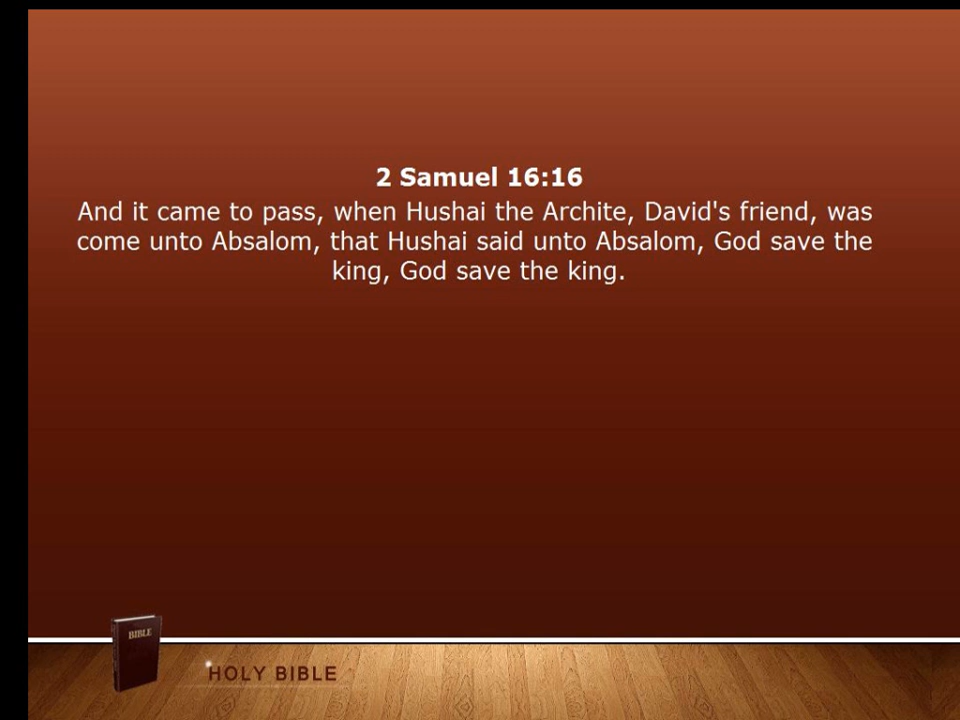 2 Samuel 16:16
And it came to pass, when Hushai the Archite, David's friend, was
come unto Absalom, that Hushai said unto Absalom, God save the
king, God save the king.
BIBLE
HOLY BIBLE